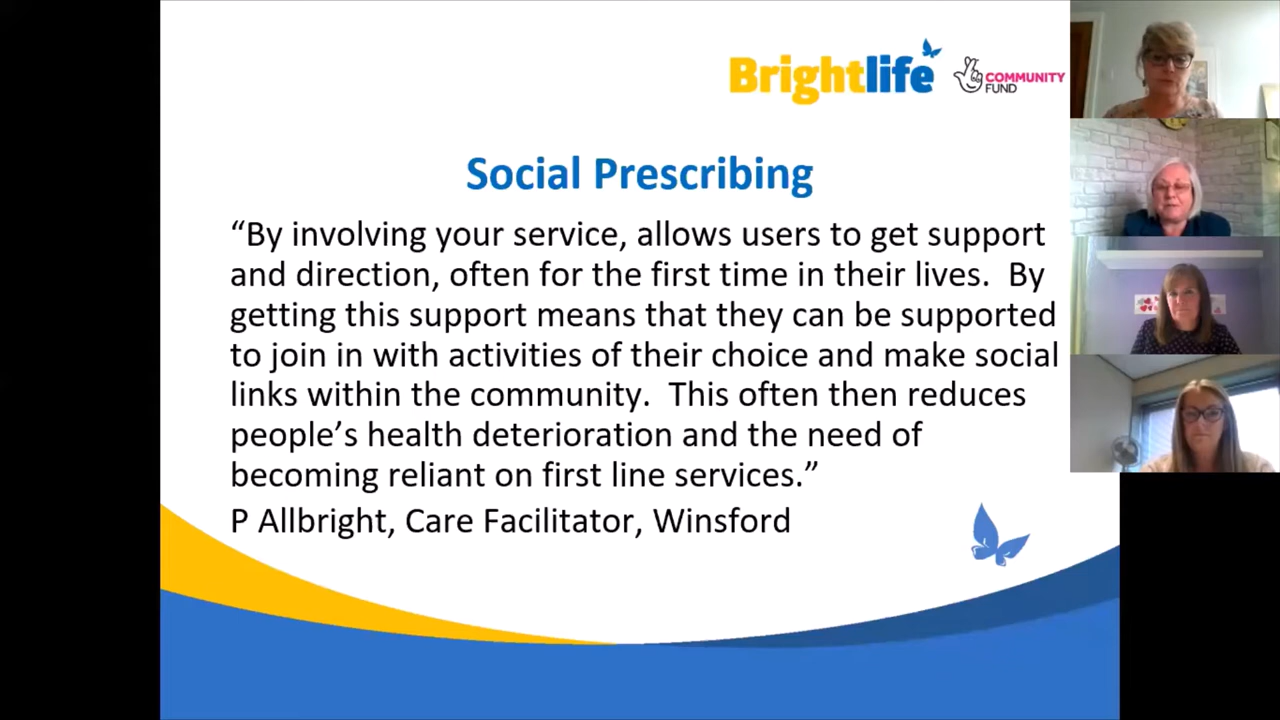 Brightlife
COMMUNITY
FUND
Social Prescribing
“By involving your service, allows users to get support
and direction, often for the first time in their lives.  By
getting this support means that they can be supported
to join in with activities of their choice and make social
links within the community.  This often then reduces
people’s health deterioration and the need of
becoming reliant on first line services.”
P Allbright, Care Facilitator, Winsford